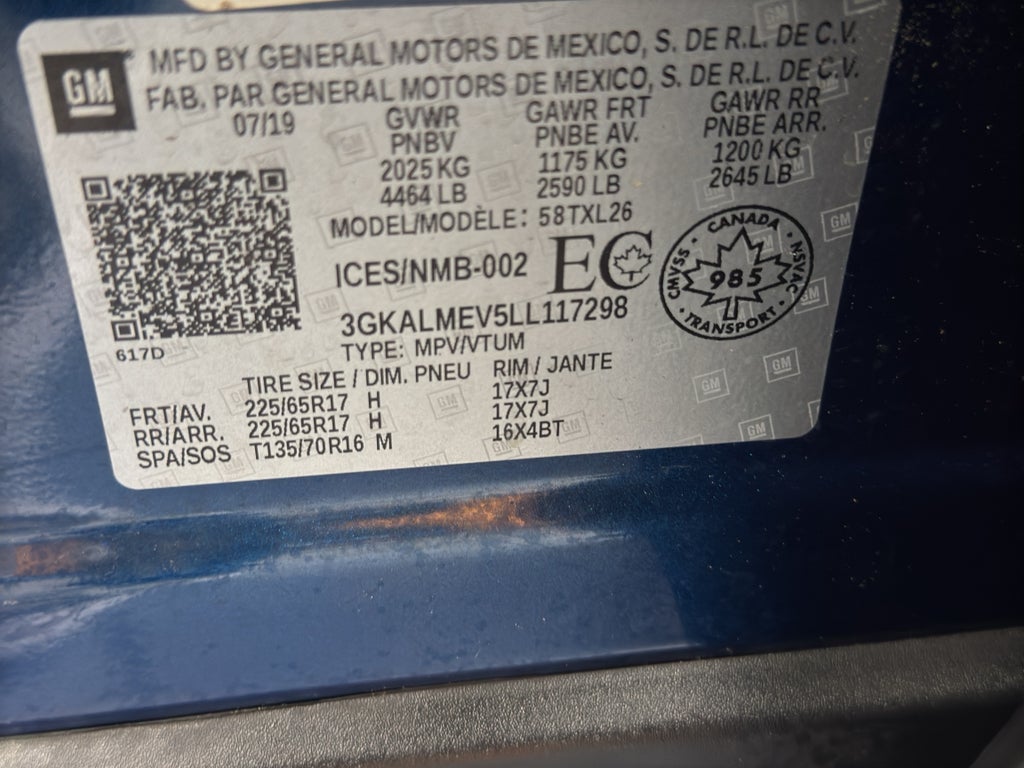 GM
MFD BY GENERAL MOTORS DE MEXICO, S. DE R.L. DE C.V.
FAB. PAR GENERAL MOTORS DE MEXICO, S. DE R.L. DE C.V.
07/19 GVWR GAWR FRT GAWR RR
PNBV PNBE AV. PNBE ARR.
2025 KG 1175 KG 1200 KG
4464 LB 2590 LB 2645 LB
MODEL/MODÈLE: 58TXL26
ICES/NMB-002 EC
CANADA
CMVSS 985 NSVAC
TRANSPORT
3GKALMEV5LL117298
617D
TYPE: MPV/VTUM
TIRE SIZE / DIM. PNEU RIM / JANTE
FRT/AV. 225/65R17 H 17X7J
RR/ARR. 225/65R17 H 17X7J
SPA/SOS T135/70R16 M 16X4BT